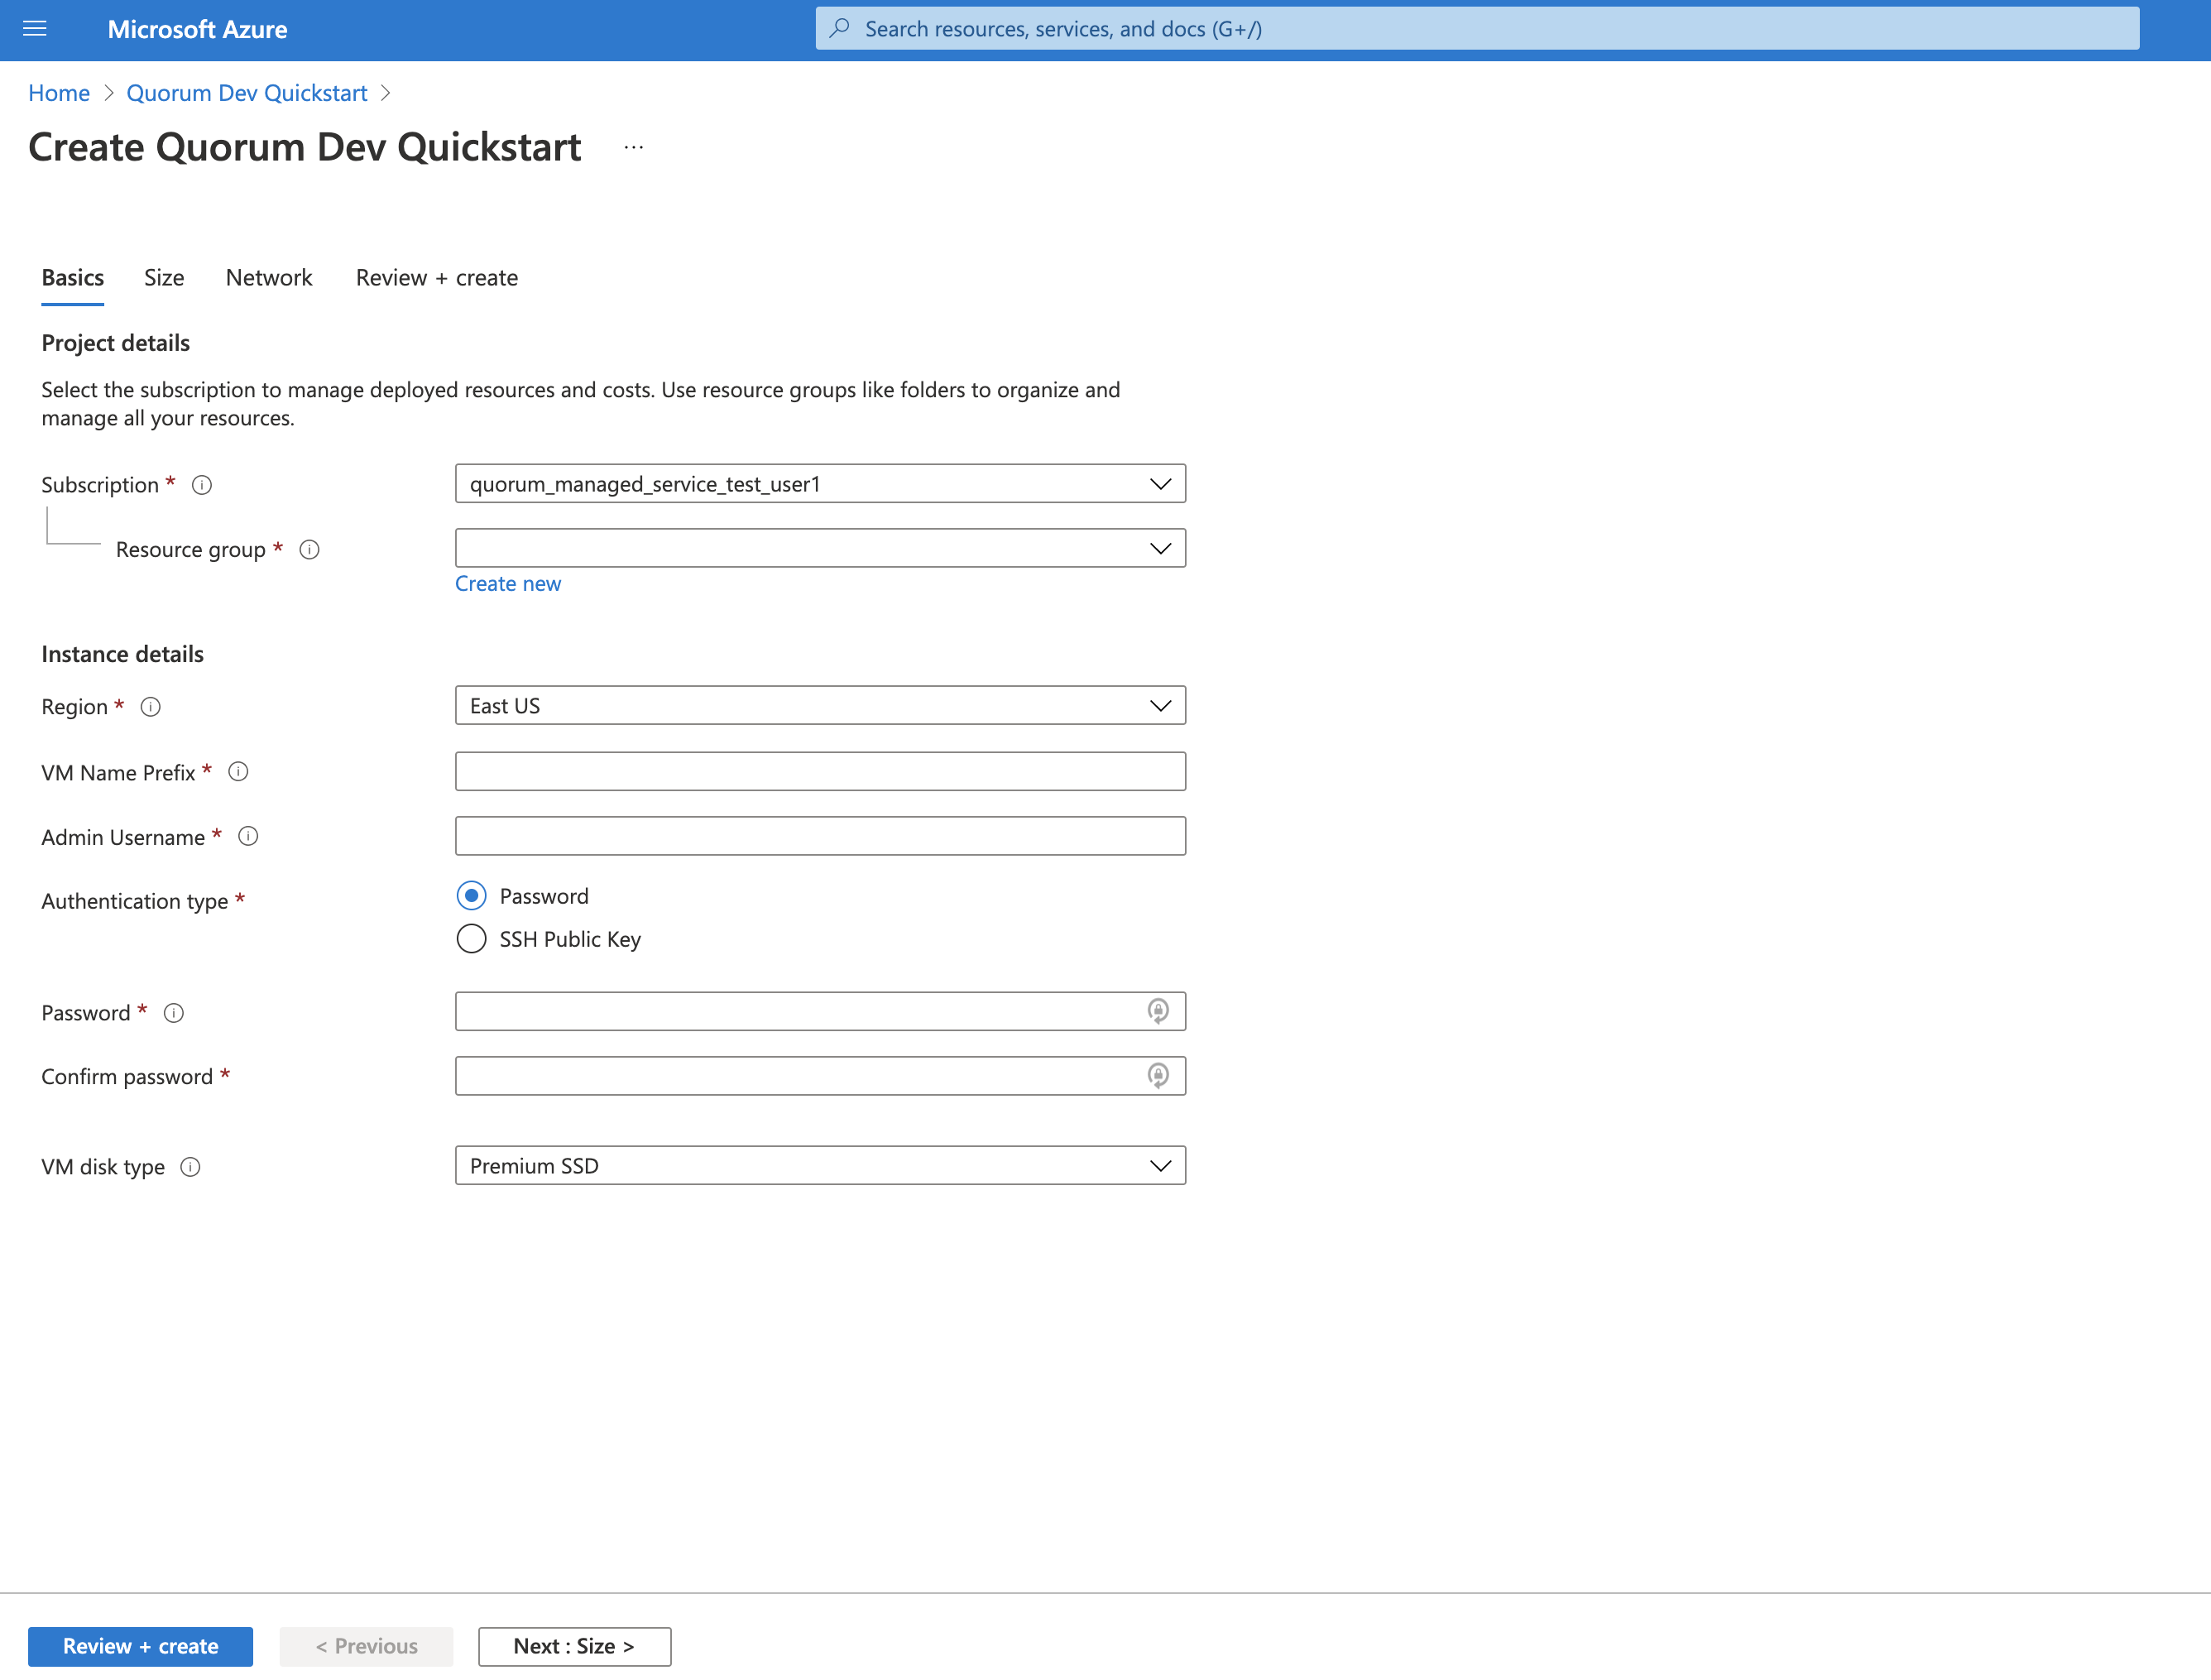 Microsoft Azure
Search resources, services, and docs (G+/)
Home > Quorum Dev Quickstart >
Create Quorum Dev Quickstart ...
Basics Size Network Review + create
Project details
Select the subscription to manage deployed resources and costs. Use resource groups like folders to organize and
manage all your resources.
Subscription * quorum_managed_service_test_user1
Resource group *
Create new
Instance details
Region * East US
VM Name Prefix *
Admin Username *
Authentication type * Password
SSH Public Key
Password *
Confirm password *
VM disk type Premium SSD
Review + create < Previous Next : Size >